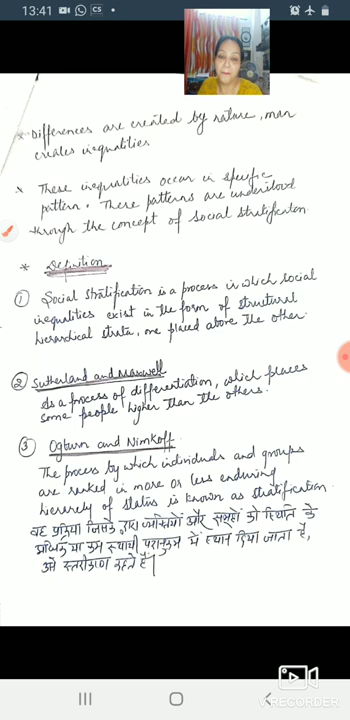 13:41
CS
* Differences are created by nature, man
creates inequalities
* These inequalities occur in specific
pattern. These patterns are understood
through the concept of social stratification
* Definition
① Social stratification is a process in which social
inequalities exist in the form of structural
hierarchical strata, one placed above the other.
② Sutherland and Maxwell
As a process of differentiation, which places
some people higher than the others.
③ Ogburn and Nimkoff
The process by which individuals and groups
are ranked in more or less enduring
hererely of status is known as stratification.
वह प्रक्रिया जिसके द्वारा व्यक्तियों और समूहों को स्थिति के
अधिक या कम स्थायी पदानुक्रम में स्थान दिया जाता है,
उसे स्तरीकरण कहते हैं।
VRECORDER